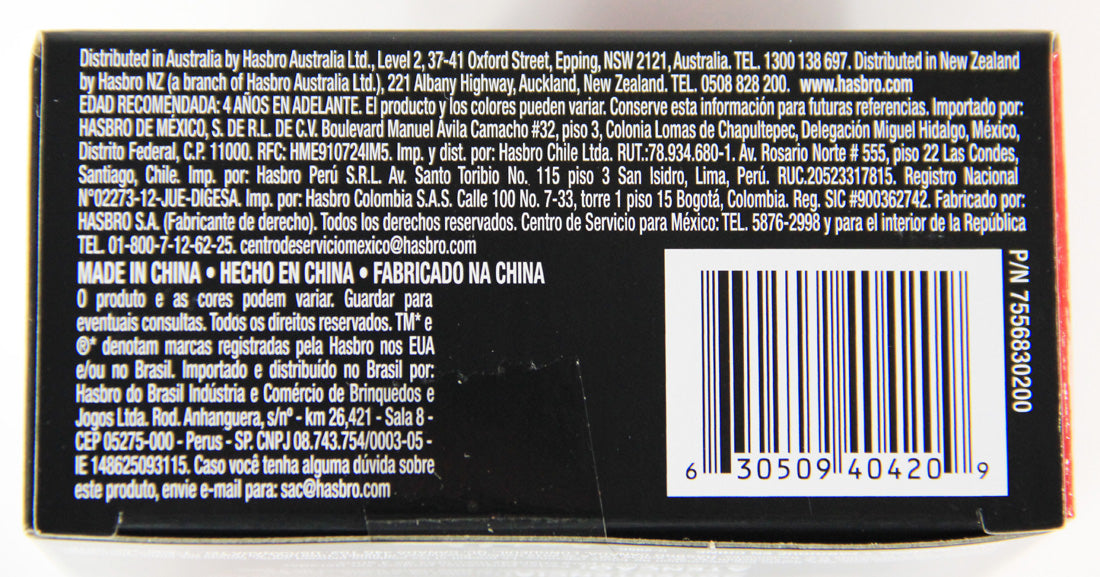 Distributed in Australia by Hasbro Australia Ltd., Level 2, 37-41 Oxford Street, Epping, NSW 2121, Australia. TEL. 1300 138 697. Distributed in New Zealand
by Hasbro NZ (a branch of Hasbro Australia Ltd.), 221 Albany Highway, Auckland, New Zealand. TEL. 0508 828 200. www.hasbro.com
EDAD RECOMENDADA: 4 AÑOS EN ADELANTE. El producto y los colores pueden variar. Conserve esta información para futuras referencias. Importado por:
HASBRO DE MÉXICO, S. DE R.L. DE C.V. Boulevard Manuel Ávila Camacho #32, piso 3, Colonia Lomas de Chapultepec, Delegación Miguel Hidalgo, México,
Distrito Federal, C.P. 11000. RFC: HME910724IM5. Imp. y dist. por: Hasbro Chile Ltda. RUT.:78.934.680-1. Av. Rosario Norte # 555, piso 22 Las Condes,
Santiago, Chile. Imp. por: Hasbro Perú S.R.L. Av. Santo Toribio No. 115 piso 3 San Isidro, Lima, Perú. RUC.20523317815. Registro Nacional
N°02273-12-JUE-DIGESA. Imp. por: Hasbro Colombia S.A.S. Calle 100 No. 7-33, torre 1 piso 15 Bogotá, Colombia. Reg. SIC #900362742. Fabricado por:
HASBRO S.A. (Fabricante de derecho). Todos los derechos reservados. Centro de Servicio para México: TEL. 5876-2998 y para el interior de la República
TEL. 01-800-7-12-62-25. centrodeserviciomexico@hasbro.com
MADE IN CHINA • HECHO EN CHINA • FABRICADO NA CHINA
O produto e as cores podem variar. Guardar para
eventuais consultas. Todos os direitos reservados. TM* e
®* denotam marcas registradas pela Hasbro nos EUA
e/ou no Brasil. Importado e distribuído no Brasil por:
Hasbro do Brasil Indústria e Comércio de Brinquedos e
Jogos Ltda. Rod. Anhanguera, s/nº - km 26,421 - Sala 8 -
CEP 05275-000 - Perus - SP. CNPJ 08.743.754/0003-05 -
IE 148625093115. Caso você tenha alguma dúvida sobre
este produto, envie e-mail para: sac@hasbro.com
P/N 7556830200
6 30509 40420 9